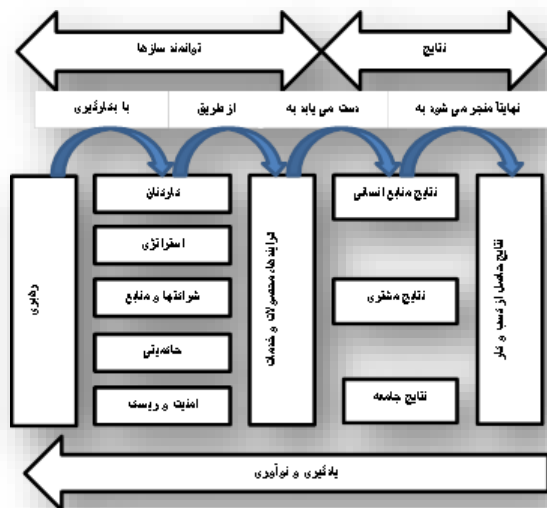 توانمند سازها
نتایج
با بکارگیری
از طریق
دست می یابد به
نهایتاً منجر می شود به
رهبری
کارکنان
استراتژی
شراکتها و منابع
حاکمیتی
امنیت و ریسک
فرایندها، محصولات و خدمات
نتایج منابع انسانی
نتایج مشتری
نتایج جامعه
نتایج حاصل از کسب و کار
یادگیری و نوآوری